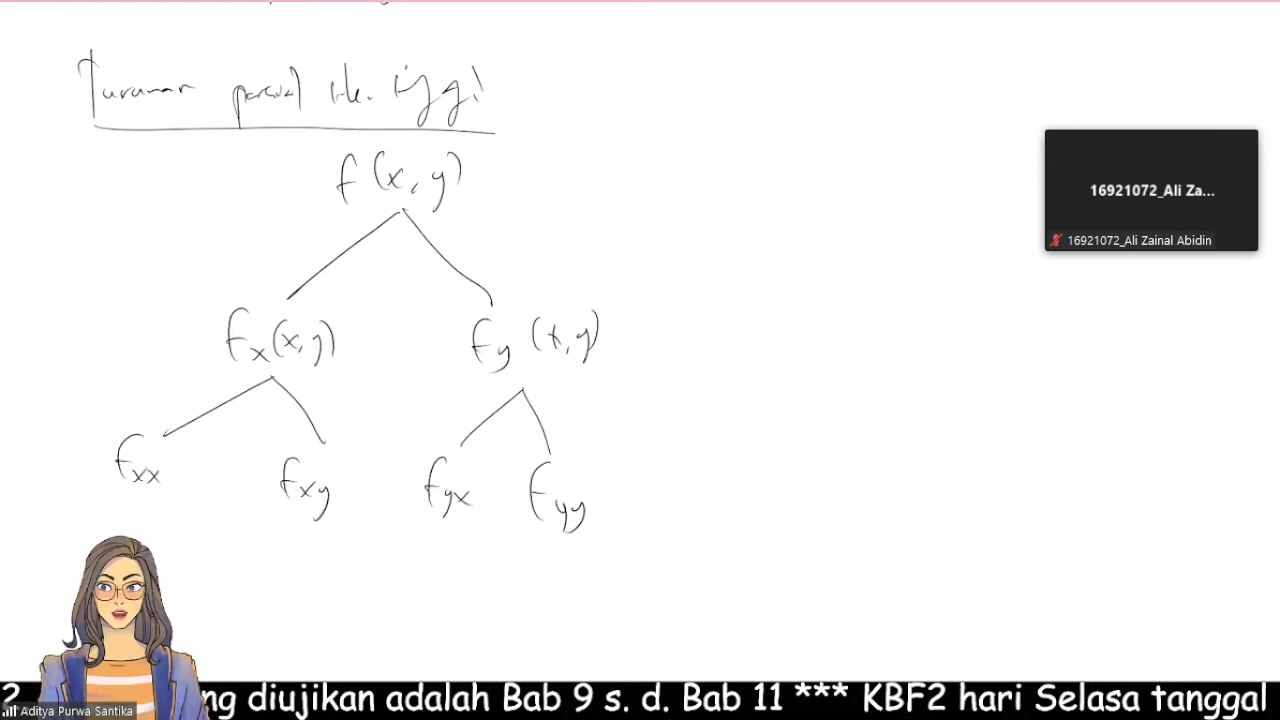 Turunan parsial tk. tinggi
f(x, y)
fx(x, y) fy (x, y)
fxx fxy fyx fyy
16921072_Ali Za...
16921072_Ali Zainal Abidin
2 ng diujikan adalah Bab 9 s. d. Bab 11 *** KBF2 hari Selasa tanggal
Aditya Purwa Santika